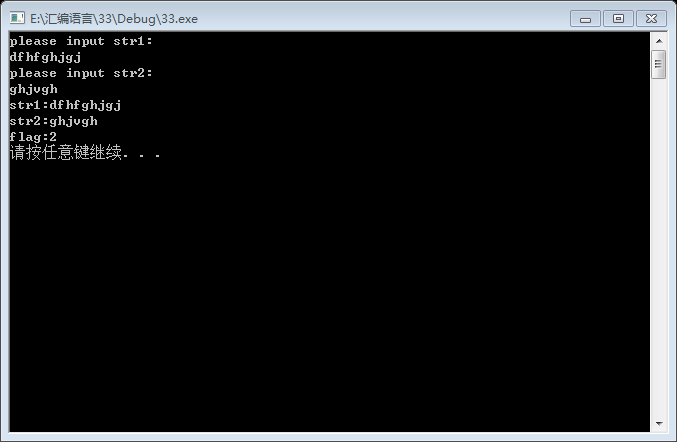 E:\汇编语言\33\Debug\33.exe
please input str1:
dfhfghjgj
please input str2:
ghjvgh
str1:dfhfghjgj
str2:ghjvgh
flag:2
请按任意键继续. . .